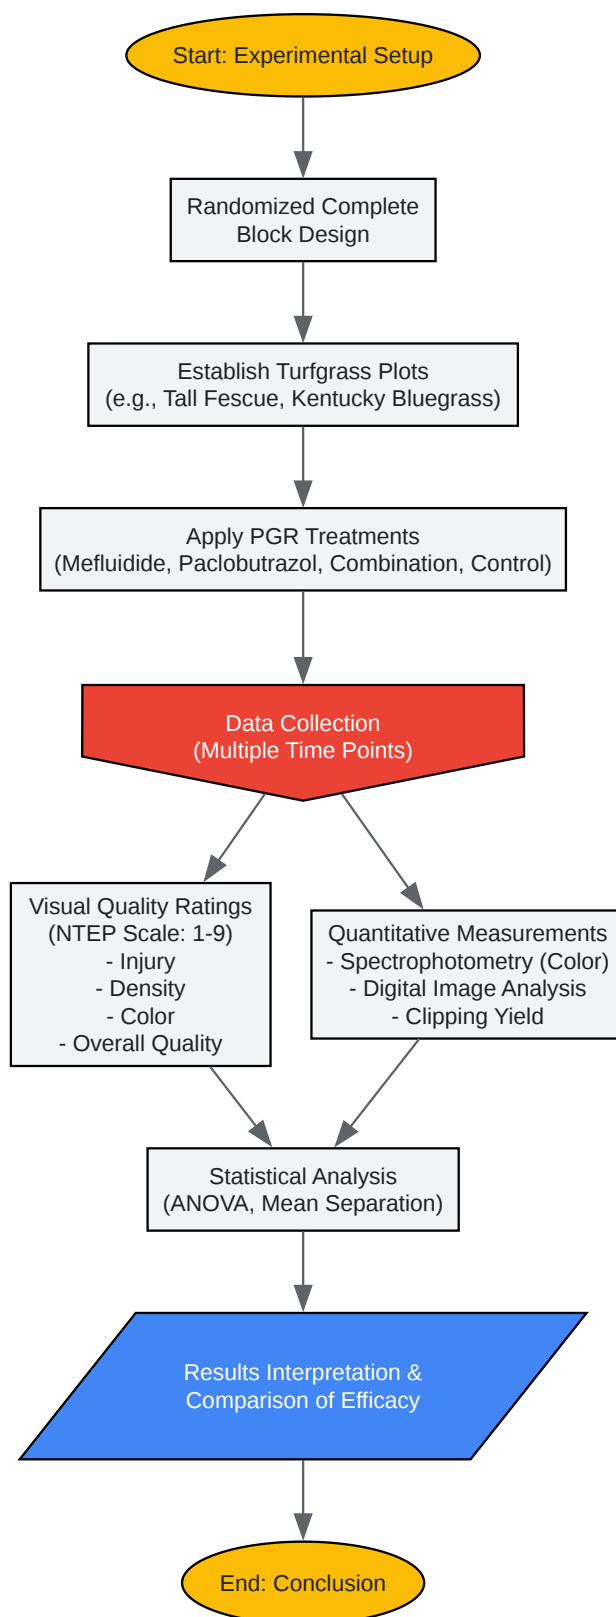 Start: Experimental Setup
Randomized Complete
Block Design
Establish Turfgrass Plots
(e.g., Tall Fescue, Kentucky Bluegrass)
Apply PGR Treatments
(Mefluidide, Paclobutrazol, Combination, Control)
Data Collection
(Multiple Time Points)
Visual Quality Ratings
(NTEP Scale: 1-9)
- Injury
- Density
- Color
- Overall Quality
Quantitative Measurements
- Spectrophotometry (Color)
- Digital Image Analysis
- Clipping Yield
Statistical Analysis
(ANOVA, Mean Separation)
Results Interpretation &
Comparison of Efficacy
End: Conclusion